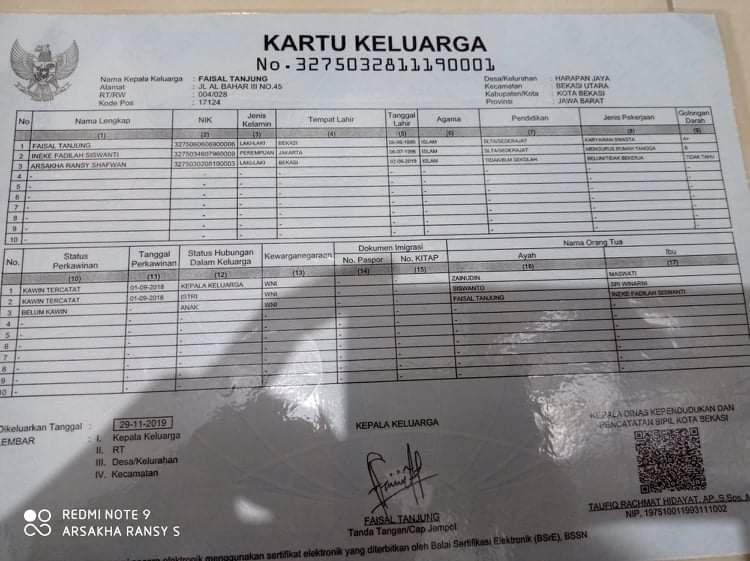 KARTU KELUARGA
No.3275032811190001
Nama Kepala Keluarga : FAISAL TANJUNG
Alamat : JL AL BAHAR III NO.45
RT/RW : 004/028
Kode Pos : 17124
Desa/Kelurahan : HARAPAN JAYA
Kecamatan : BEKASI UTARA
Kabupaten/Kota : KOTA BEKASI
Provinsi : JAWA BARAT
No Nama Lengkap NIK Jenis Kelamin Tempat Lahir Tanggal Lahir Agama Pendidikan Jenis Pekerjaan Golongan Darah
(1) (2) (3) (4) (5) (6) (7) (8) (9)
1 FAISAL TANJUNG LAKI-LAKI BEKASI ISLAM SLTA/SEDERAJAT KARYAWAN SWASTA
2 INEKE FADILAH SISWANTI PEREMPUAN JAKARTA ISLAM SLTA/SEDERAJAT MENGURUS RUMAH TANGGA
3 ARSAKHA RANSY SHAFWAN LAKI-LAKI BEKASI ISLAM TIDAK/BLM SEKOLAH BELUM/TIDAK BEKERJA TIDAK TAHU
4 -
5 -
6 -
7 -
8 -
9 -
10 -
No. Status Perkawinan Tanggal Perkawinan Status Hubungan Dalam Keluarga Kewarganegaraan Dokumen Imigrasi Nama Orang Tua
No. Paspor No. KITAP Ayah Ibu
(10) (11) (12) (13) (14) (15) (16) (17)
1 KAWIN TERCATAT 01-09-2018 KEPALA KELUARGA WNI - - ZAINUDIN MASWATI
2 KAWIN TERCATAT 01-09-2018 ISTRI WNI - - SISWANTO SRI WINARNI
3 BELUM KAWIN - ANAK WNI - - FAISAL TANJUNG INEKE FADILAH SISWANTI
4 -
5 -
6 -
7 -
8 -
9 -
10 -
Dikeluarkan Tanggal : 29-11-2019
LEMBAR : I. Kepala Keluarga
II. RT
III. Desa/Kelurahan
IV. Kecamatan
KEPALA KELUARGA
FAISAL TANJUNG
Tanda Tangan/Cap Jempol
KEPALA DINAS KEPENDUDUKAN DAN
PENCATATAN SIPIL KOTA BEKASI
TAUFIQ RACHMAT HIDAYAT, AP.,S.Sos,M
NIP. 197510011993111002
elektronik menggunakan sertifikat elektronik yang diterbitkan oleh Balai Sertifikasi Elektronik (BSrE), BSSN
REDMI NOTE 9
ARSAKHA RANSY S